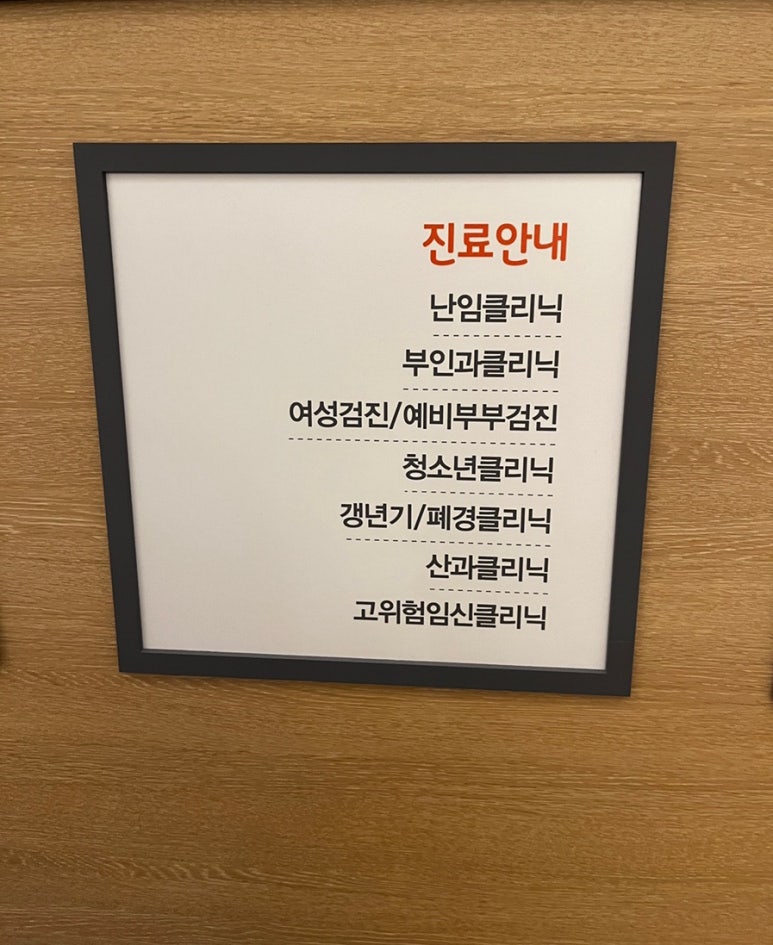 진료안내
난임클리닉
부인과클리닉
여성검진/예비부부검진
청소년클리닉
갱년기/폐경클리닉
산과클리닉
고위험임신클리닉